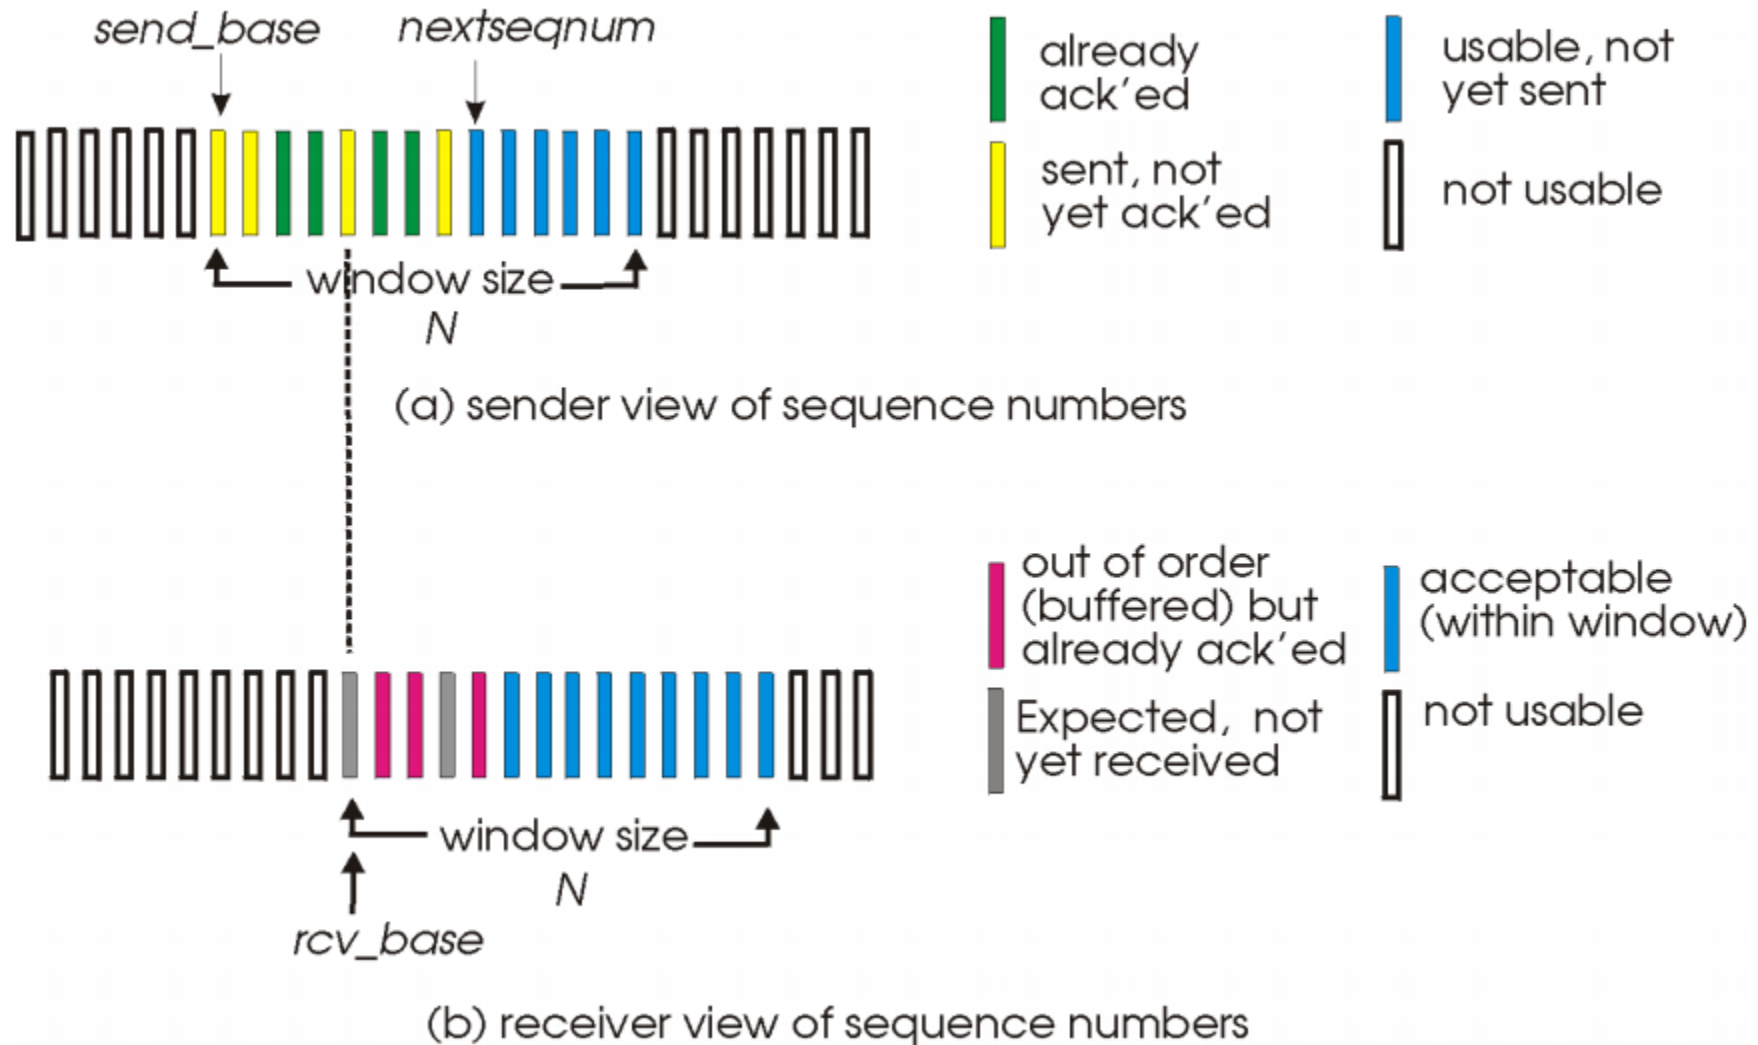 send_base
nextseqnum
already
ack'ed
usable, not
yet sent
sent, not
yet ack'ed
not usable
window size
N
(a) sender view of sequence numbers
out of order
(buffered) but
already ack'ed
acceptable
(within window)
Expected, not
yet received
not usable
window size
N
rcv_base
(b) receiver view of sequence numbers